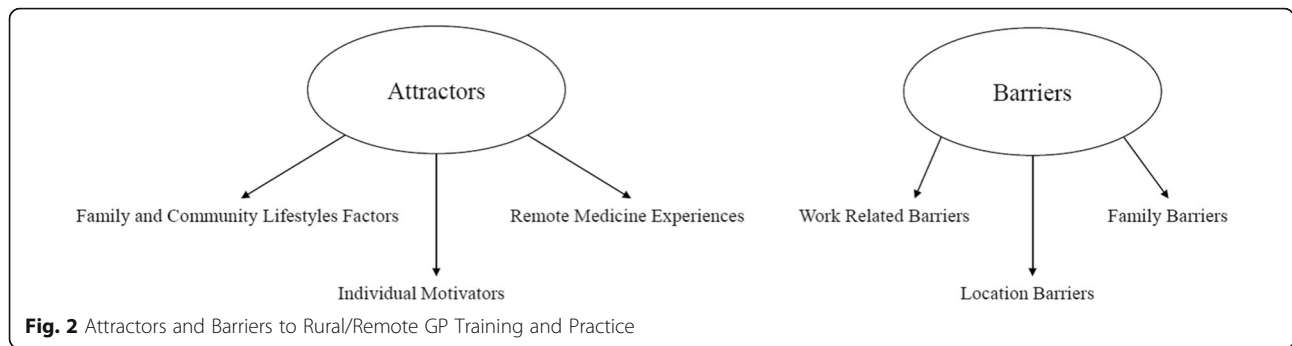 Attractors
Barriers
Family and Community Lifestyles Factors
Remote Medicine Experiences
Work Related Barriers
Family Barriers
Individual Motivators
Location Barriers
Fig. 2 Attractors and Barriers to Rural/Remote GP Training and Practice